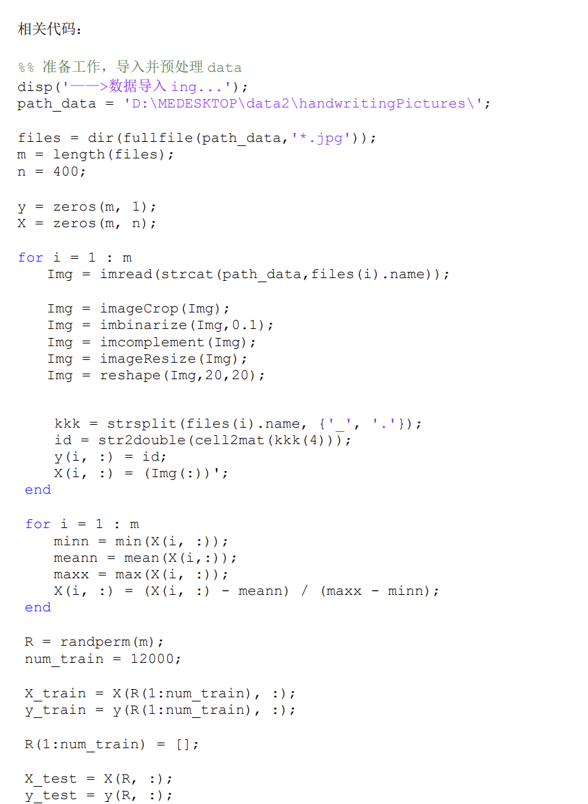 相关代码：
%% 准备工作，导入并预处理 data
disp('——>数据导入 ing...');
path_data = 'D:\MEDESKTOP\data2\handwritingPictures\';
files = dir(fullfile(path_data,'*.jpg'));
m = length(files);
n = 400;
y = zeros(m, 1);
X = zeros(m, n);
for i = 1 : m
Img = imread(strcat(path_data,files(i).name));
Img = imageCrop(Img);
Img = imbinarize(Img,0.1);
Img = imcomplement(Img);
Img = imageResize(Img);
Img = reshape(Img,20,20);
kkk = strsplit(files(i).name, {'_', '.'});
id = str2double(cell2mat(kkk(4)));
y(i, :) = id;
X(i, :) = (Img(:))';
end
for i = 1 : m
minn = min(X(i, :));
meann = mean(X(i,:));
maxx = max(X(i, :));
X(i, :) = (X(i, :) - meann) / (maxx - minn);
end
R = randperm(m);
num_train = 12000;
X_train = X(R(1:num_train), :);
y_train = y(R(1:num_train), :);
R(1:num_train) = [];
X_test = X(R, :);
y_test = y(R, :);